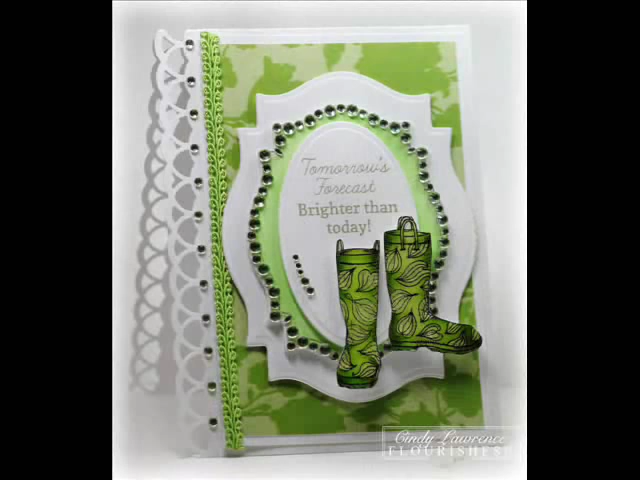 Tomorrow's
Forecast
Brighter than
today!
Cindy Lawrence
FLOURISHES